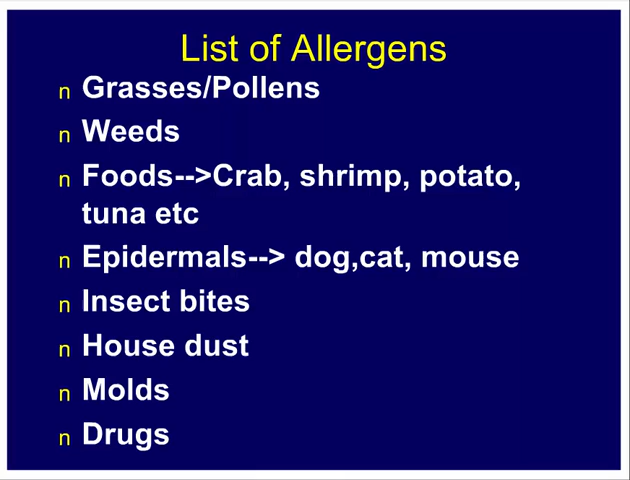 List of Allergens
n Grasses/Pollens
n Weeds
n Foods-->Crab, shrimp, potato,
tuna etc
n Epidermals--> dog,cat, mouse
n Insect bites
n House dust
n Molds
n Drugs